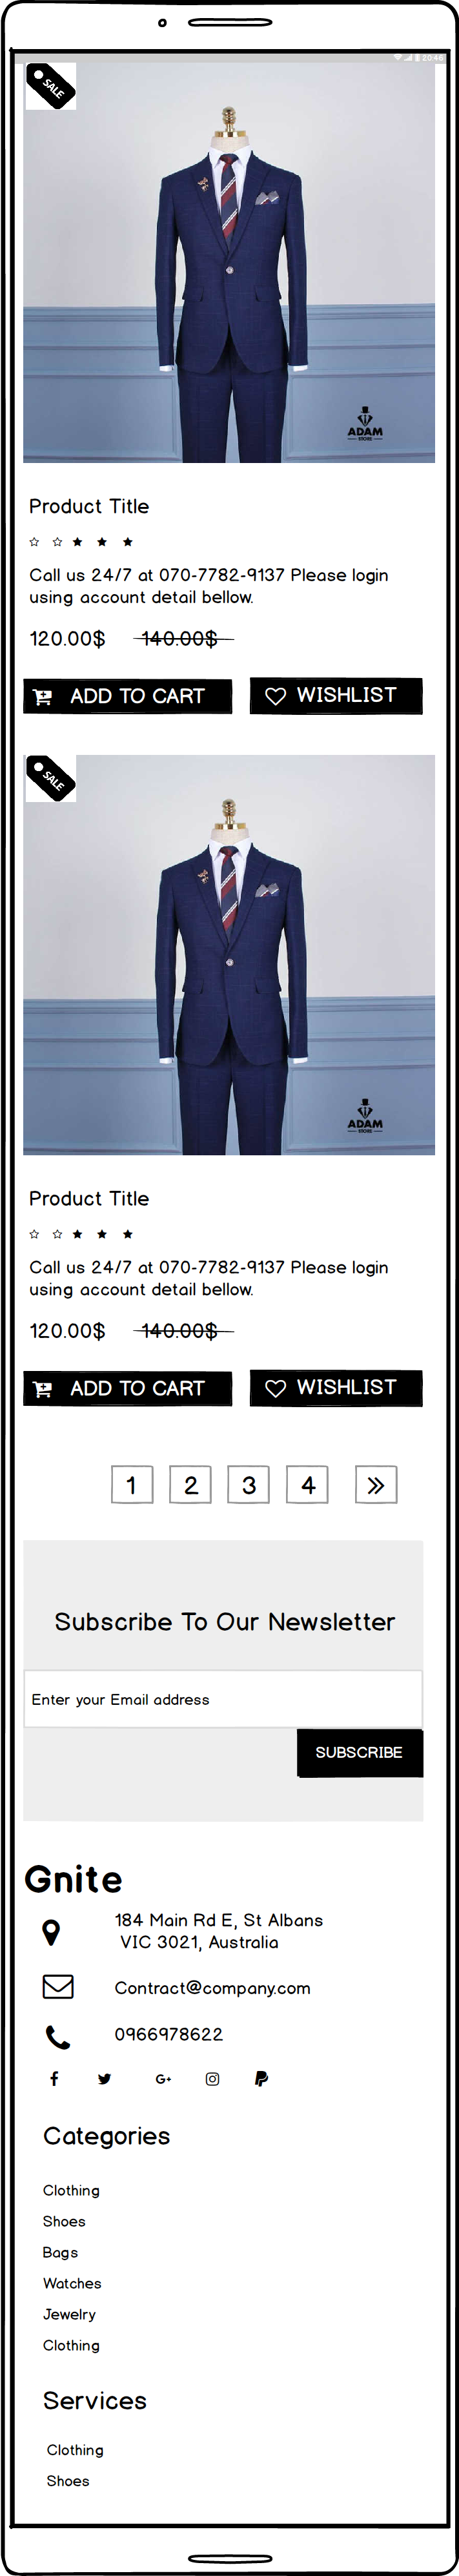 20:46
SALE
ADAM
STORE
Product Title
Call us 24/7 at 070-7782-9137 Please login
using account detail bellow.
120.00$ 140.00$
ADD TO CART WISHLIST
SALE
ADAM
STORE
Product Title
Call us 24/7 at 070-7782-9137 Please login
using account detail bellow.
120.00$ 140.00$
ADD TO CART WISHLIST
1 2 3 4 »
Subscribe To Our Newsletter
Enter your Email address
SUBSCRIBE
Gnite
184 Main Rd E, St Albans
VIC 3021, Australia
Contract@company.com
0966978622
Categories
Clothing
Shoes
Bags
Watches
Jewelry
Clothing
Services
Clothing
Shoes